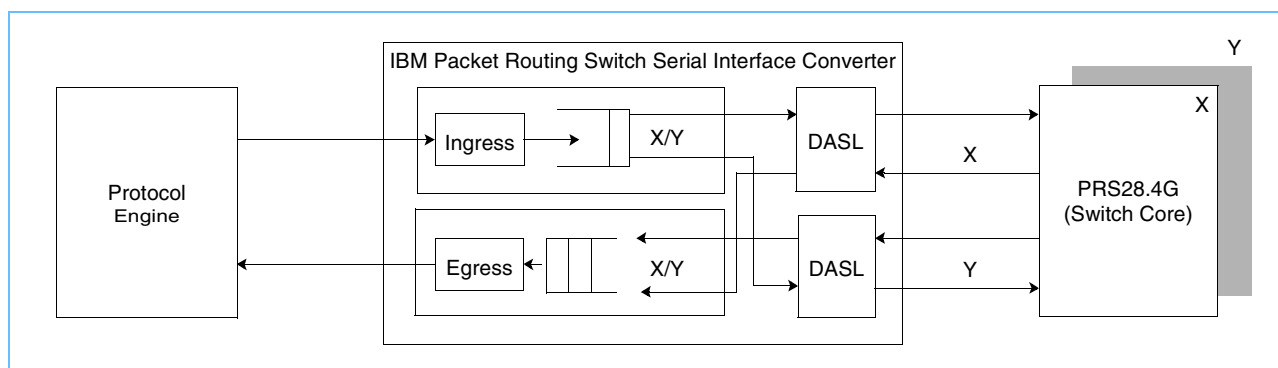 IBM Packet Routing Switch Serial Interface Converter
Y
X
Ingress
X/Y
DASL
X
Protocol
Engine
PRS28.4G
(Switch Core)
Egress
X/Y
DASL
Y